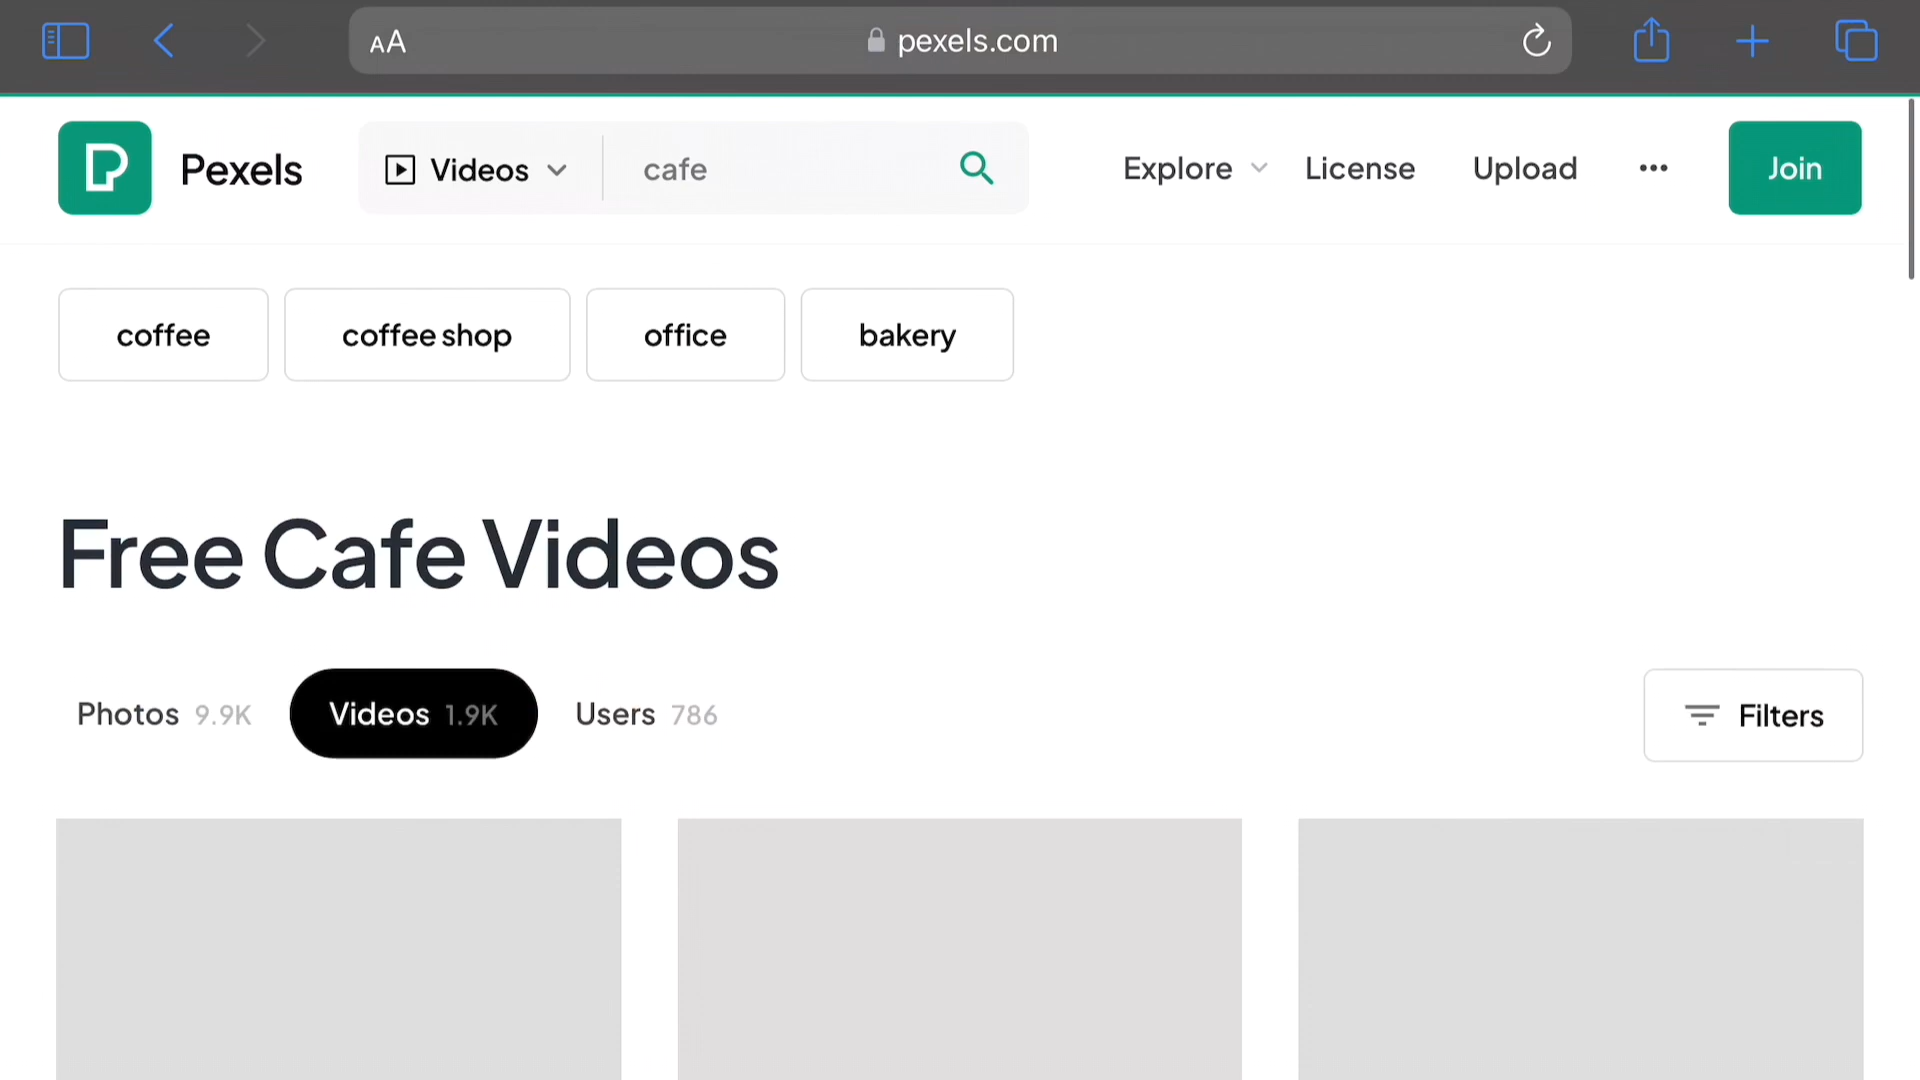 AA
pexels.com
Pexels
Videos
cafe
Explore
License
Upload
Join
coffee
coffee shop
office
bakery
Free Cafe Videos
Photos 9.9K
Videos 1.9K
Users 786
Filters